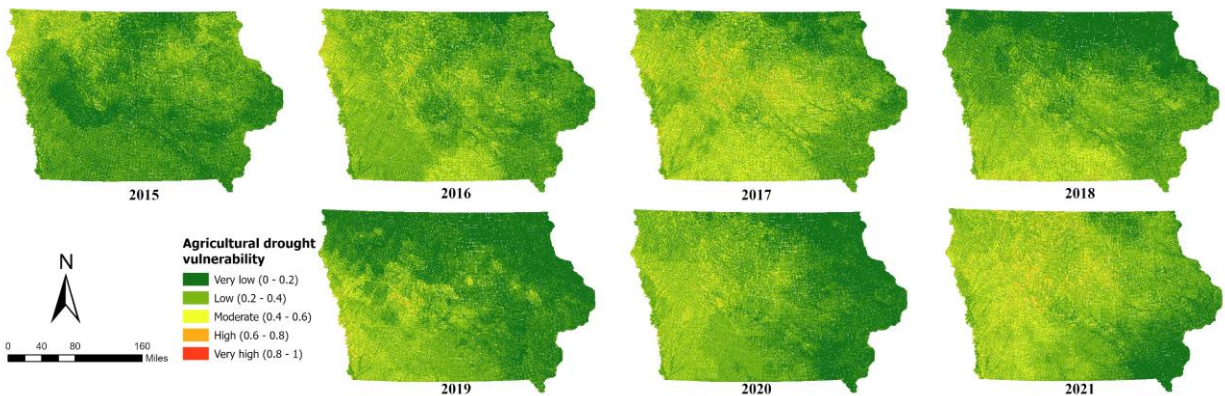 2015
2016
2017
2018
N
0 40 80 160
Miles
Agricultural drought
vulnerability
Very low (0 - 0.2)
Low (0.2 - 0.4)
Moderate (0.4 - 0.6)
High (0.6 - 0.8)
Very high (0.8 - 1)
2019
2020
2021